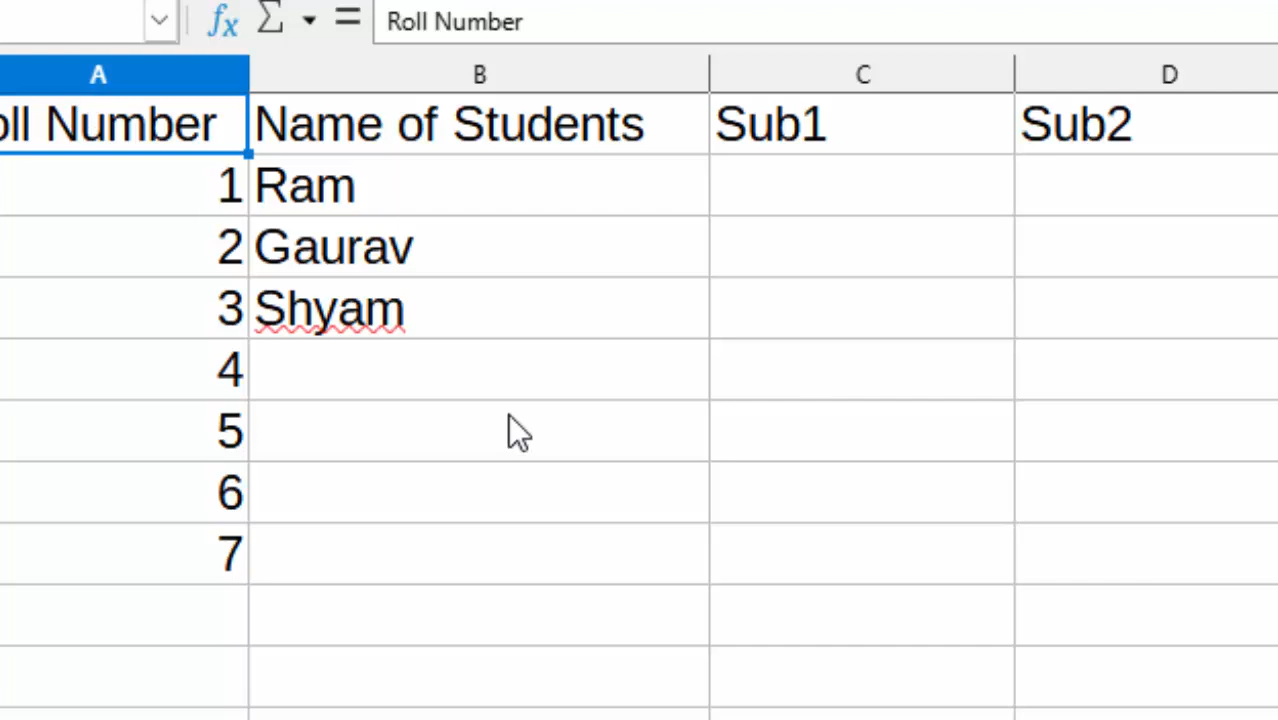 fx Σ = Roll Number
A B C D
oll Number Name of Students Sub1 Sub2
1 Ram
2 Gaurav
3 Shyam
4
5
6
7